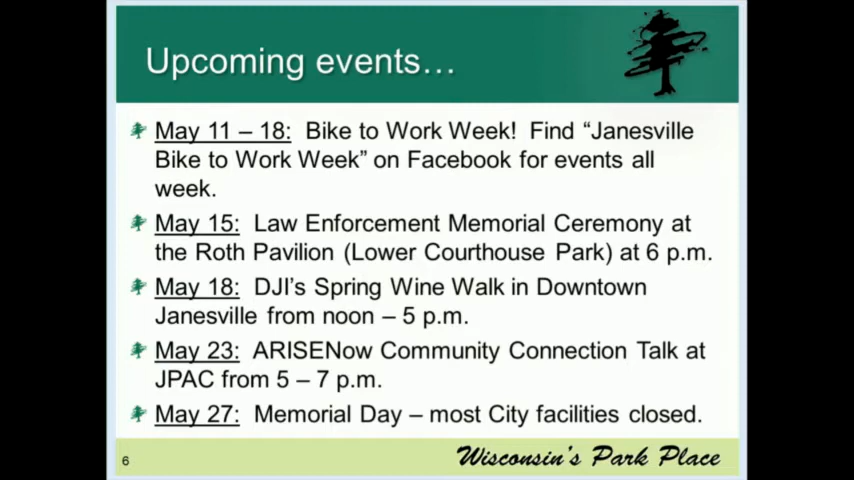 Upcoming events…
May 11 – 18: Bike to Work Week! Find “Janesville
Bike to Work Week” on Facebook for events all
week.
May 15: Law Enforcement Memorial Ceremony at
the Roth Pavilion (Lower Courthouse Park) at 6 p.m.
May 18: DJI’s Spring Wine Walk in Downtown
Janesville from noon – 5 p.m.
May 23: ARISENow Community Connection Talk at
JPAC from 5 – 7 p.m.
May 27: Memorial Day – most City facilities closed.
6
Wisconsin's Park Place